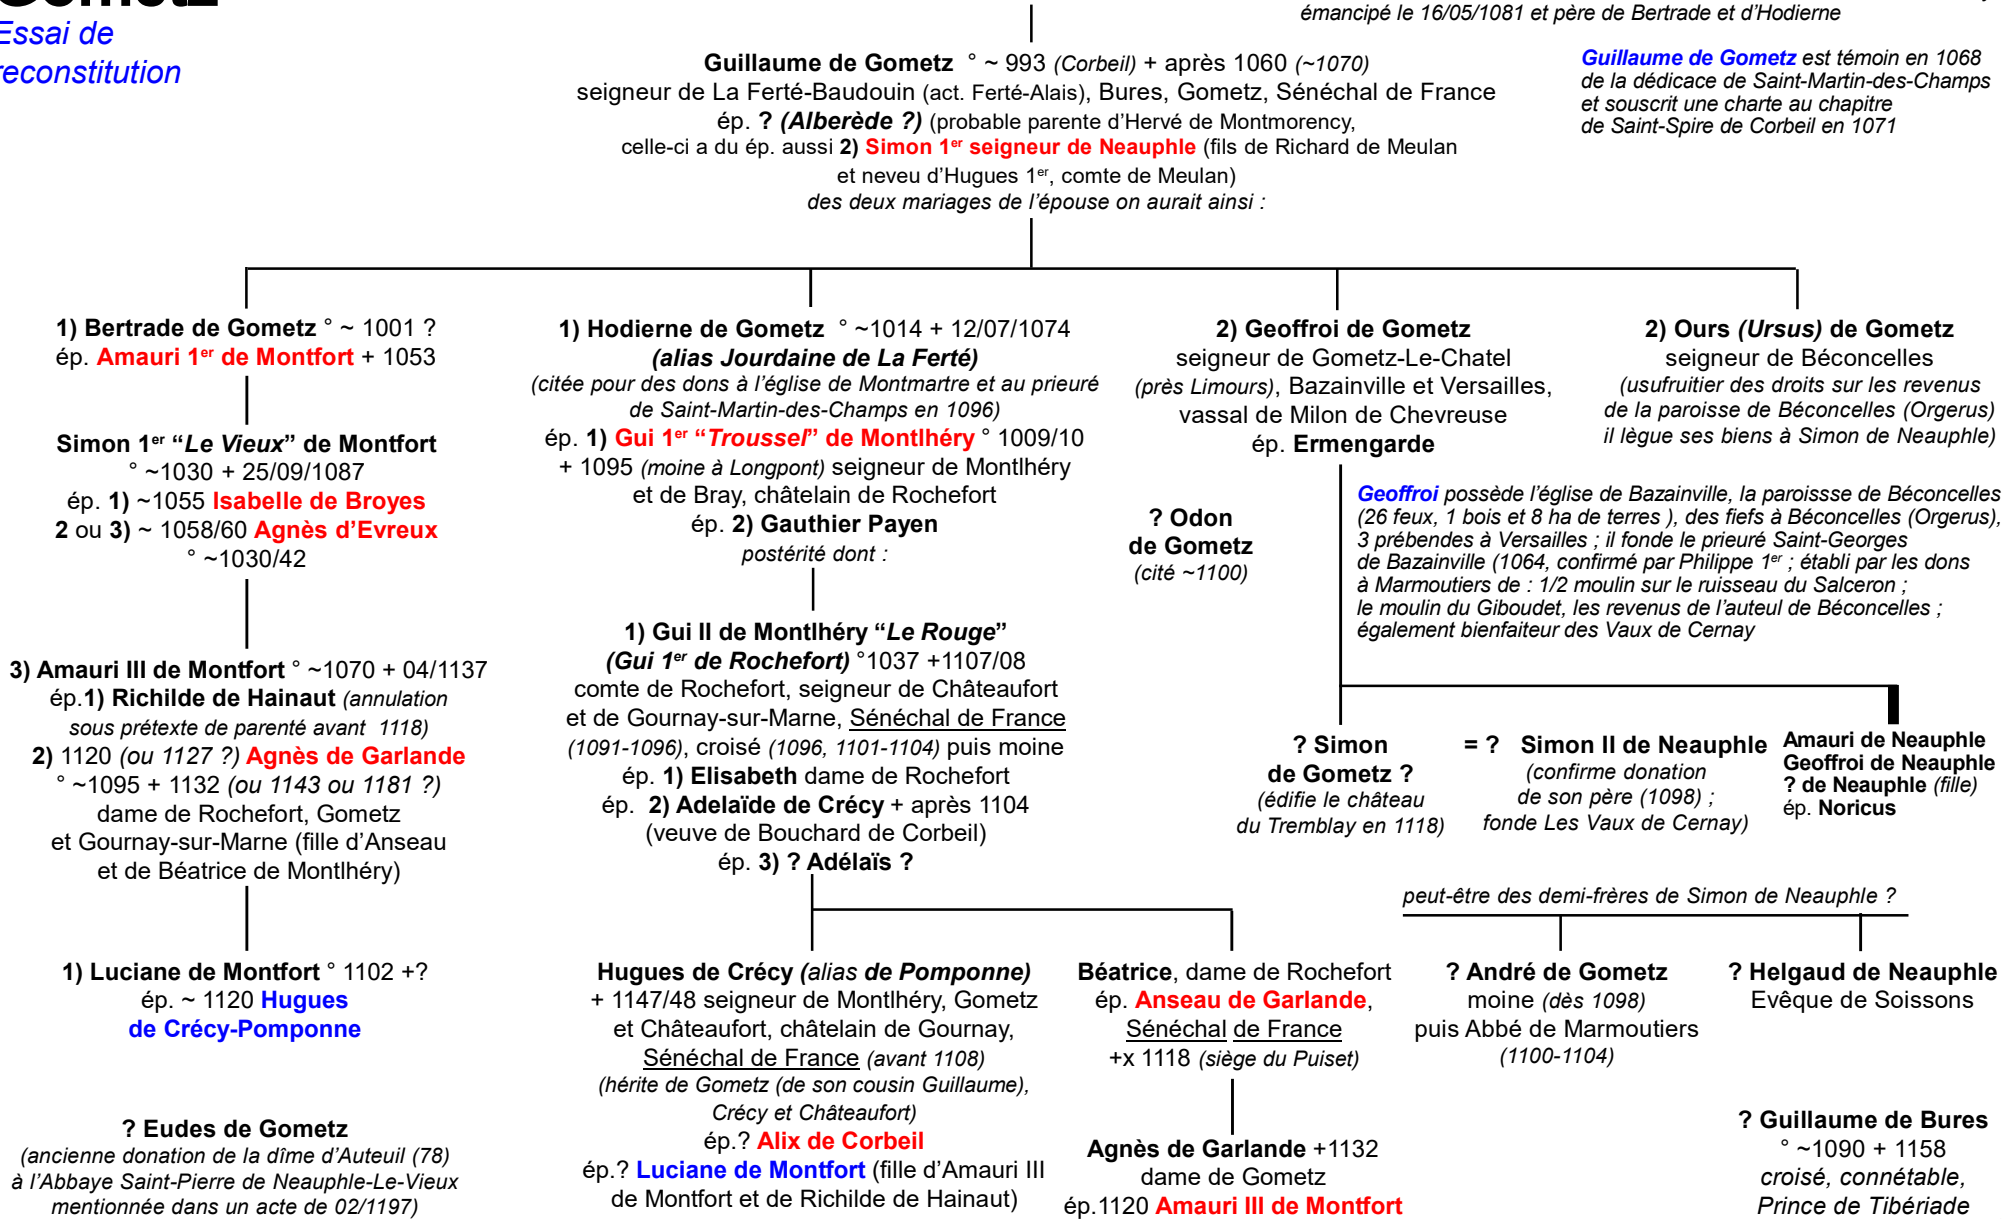 Gometz
Essai de
reconstitution
émancipé le 16/05/1081 et père de Bertrade et d’Hodierne
Guillaume de Gometz ° ~ 993 (Corbeil) + après 1060 (~1070)
seigneur de La Ferté-Baudouin (act. Ferté-Alais), Bures, Gometz, Sénéchal de France
ép. ? (Alberède ?) (probable parente d’Hervé de Montmorency,
celle-ci a du ép. aussi 2) Simon 1er seigneur de Neauphle (fils de Richard de Meulan
et neveu d’Hugues 1er, comte de Meulan)
des deux mariages de l’épouse on aurait ainsi :
Guillaume de Gometz est témoin en 1068
de la dédicace de Saint-Martin-des-Champs
et souscrit une charte au chapitre
de Saint-Spire de Corbeil en 1071
1) Bertrade de Gometz ° ~ 1001 ?
ép. Amauri 1er de Montfort + 1053
Simon 1er “Le Vieux” de Montfort
° ~1030 + 25/09/1087
ép. 1) ~1055 Isabelle de Broyes
2 ou 3) ~ 1058/60 Agnès d’Evreux
° ~1030/42
3) Amauri III de Montfort ° ~1070 + 04/1137
ép.1) Richilde de Hainaut (annulation
sous prétexte de parenté avant 1118)
2) 1120 (ou 1127 ?) Agnès de Garlande
° ~1095 + 1132 (ou 1143 ou 1181 ?)
dame de Rochefort, Gometz
et Gournay-sur-Marne (fille d’Anseau
et de Béatrice de Montlhéry)
1) Luciane de Montfort ° 1102 +?
ép. ~ 1120 Hugues
de Crécy-Pomponne
? Eudes de Gometz
(ancienne donation de la dîme d’Auteuil (78)
à l’Abbaye Saint-Pierre de Neauphle-Le-Vieux
mentionnée dans un acte de 02/1197)
1) Hodierne de Gometz ° ~1014 + 12/07/1074
(alias Jourdaine de La Ferté)
(citée pour des dons à l’église de Montmartre et au prieuré
de Saint-Martin-des-Champs en 1096)
ép. 1) Gui 1er “Troussel” de Montlhéry ° 1009/10
+ 1095 (moine à Longpont) seigneur de Montlhéry
et de Bray, châtelain de Rochefort
ép. 2) Gauthier Payen
postérité dont :
1) Gui II de Montlhéry “Le Rouge”
(Gui 1er de Rochefort) °1037 +1107/08
comte de Rochefort, seigneur de Châteaufort
et de Gournay-sur-Marne, Sénéchal de France
(1091-1096), croisé (1096, 1101-1104) puis moine
ép. 1) Elisabeth dame de Rochefort
ép. 2) Adelaïde de Crécy + après 1104
(veuve de Bouchard de Corbeil)
ép. 3) ? Adélaïs ?
Hugues de Crécy (alias de Pomponne)
+ 1147/48 seigneur de Montlhéry, Gometz
et Châteaufort, châtelain de Gournay,
Sénéchal de France (avant 1108)
(hérite de Gometz (de son cousin Guillaume),
Crécy et Châteaufort)
ép.? Alix de Corbeil
ép.? Luciane de Montfort (fille d’Amauri III
de Montfort et de Richilde de Hainaut)
Béatrice, dame de Rochefort
ép. Anseau de Garlande,
Sénéchal de France
+x 1118 (siège du Puiset)
Agnès de Garlande +1132
dame de Gometz
ép.1120 Amauri III de Montfort
2) Geoffroi de Gometz
seigneur de Gometz-Le-Chatel
(près Limours), Bazainville et Versailles,
vassal de Milon de Chevreuse
ép. Ermengarde
? Odon
de Gometz
(cité ~1100)
2) Ours (Ursus) de Gometz
seigneur de Béconcelles
(usufruitier des droits sur les revenus
de la paroisse de Béconcelles (Orgerus)
il lègue ses biens à Simon de Neauphle)
Geoffroi possède l’église de Bazainville, la paroissse de Béconcelles
(26 feux, 1 bois et 8 ha de terres ), des fiefs à Béconcelles (Orgerus),
3 prébendes à Versailles ; il fonde le prieuré Saint-Georges
de Bazainville (1064, confirmé par Philippe 1er ; établi par les dons
à Marmoutiers de : 1/2 moulin sur le ruisseau du Salceron ;
le moulin du Giboudet, les revenus de l’auteul de Béconcelles ;
également bienfaiteur des Vaux de Cernay
? Simon
de Gometz ?
(édifie le château
du Tremblay en 1118)
= ? Simon II de Neauphle
(confirme donation
de son père (1098) ;
fonde Les Vaux de Cernay)
Amauri de Neauphle
Geoffroi de Neauphle
? de Neauphle (fille)
ép. Noricus
peut-être des demi-frères de Simon de Neauphle ?
? André de Gometz
moine (dès 1098)
puis Abbé de Marmoutiers
(1100-1104)
? Helgaud de Neauphle
Evêque de Soissons
? Guillaume de Bures
° ~1090 + 1158
croisé, connétable,
Prince de Tibériade